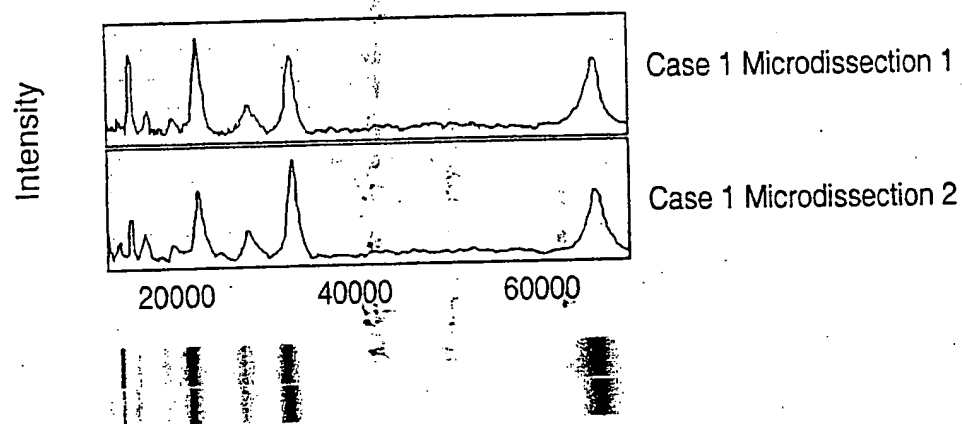 Intensity
Case 1 Microdissection 1
Case 1 Microdissection 2
20000 40000 60000